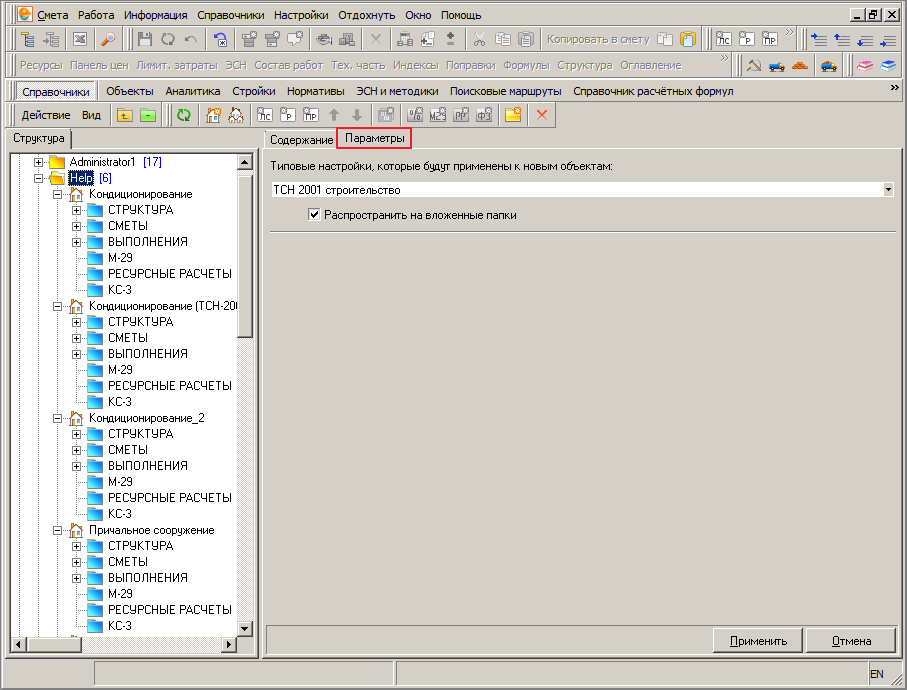 Смета Работа Информация Справочники Настройки Отдохнуть Окно Помощь
Копировать в смету ЛС Р ПР
Ресурсы Панель цен Лимит. затраты ЭСН Состав работ Тех. часть Индексы Поправки Формулы Структура Оглавление
Справочники Объекты Аналитика Стройки Нормативы ЭСН и методики Поисковые маршруты Справочник расчётных формул
Действие Вид ЛС Р ПР
Структура
Содержание Параметры
Administrator1 [17]
Help [6]
Кондиционирование
СТРУКТУРА
СМЕТЫ
ВЫПОЛНЕНИЯ
М-29
РЕСУРСНЫЕ РАСЧЕТЫ
КС-3
Кондиционирование (ТСН-200
СТРУКТУРА
СМЕТЫ
ВЫПОЛНЕНИЯ
М-29
РЕСУРСНЫЕ РАСЧЕТЫ
КС-3
Кондиционирование_2
СТРУКТУРА
СМЕТЫ
ВЫПОЛНЕНИЯ
М-29
РЕСУРСНЫЕ РАСЧЕТЫ
КС-3
Причальное сооружение
СТРУКТУРА
СМЕТЫ
ВЫПОЛНЕНИЯ
М-29
РЕСУРСНЫЕ РАСЧЕТЫ
КС-3
Типовые настройки, которые будут применены к новым объектам:
ТСН 2001 строительство
Распространить на вложенные папки
Применить Отмена
EN